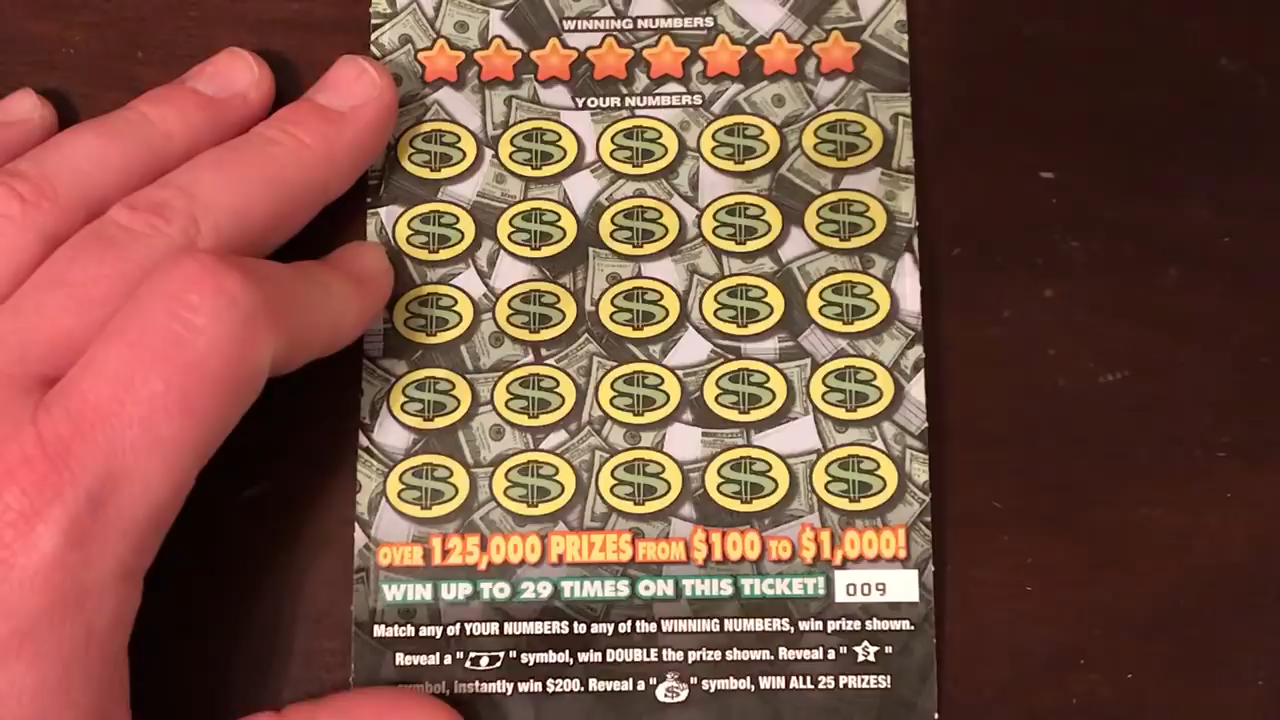 WINNING NUMBERS
YOUR NUMBERS
OVER 125,000 PRIZES FROM $100 TO $1,000!
WIN UP TO 29 TIMES ON THIS TICKET! 009
Match any of YOUR NUMBERS to any of the WINNING NUMBERS, win prize shown.
Reveal a " " symbol, win DOUBLE the prize shown. Reveal a " "
symbol, instantly win $200. Reveal a " " symbol, WIN ALL 25 PRIZES!